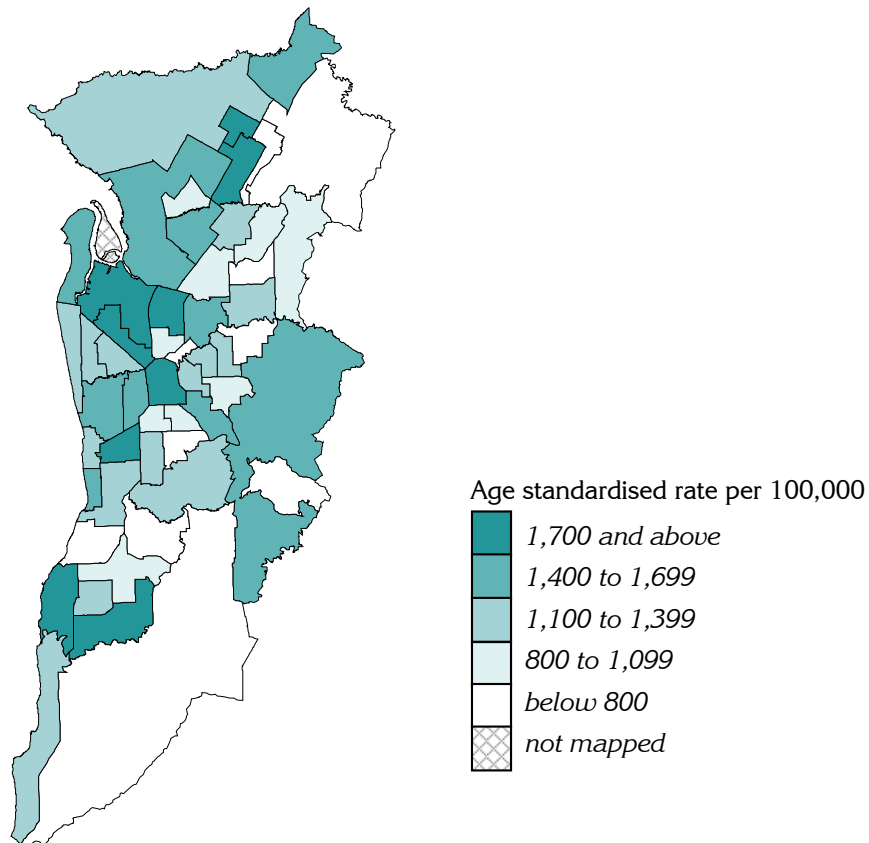 Age standardised rate per 100,000
1,700 and above
1,400 to 1,699
1,100 to 1,399
800 to 1,099
below 800
not mapped